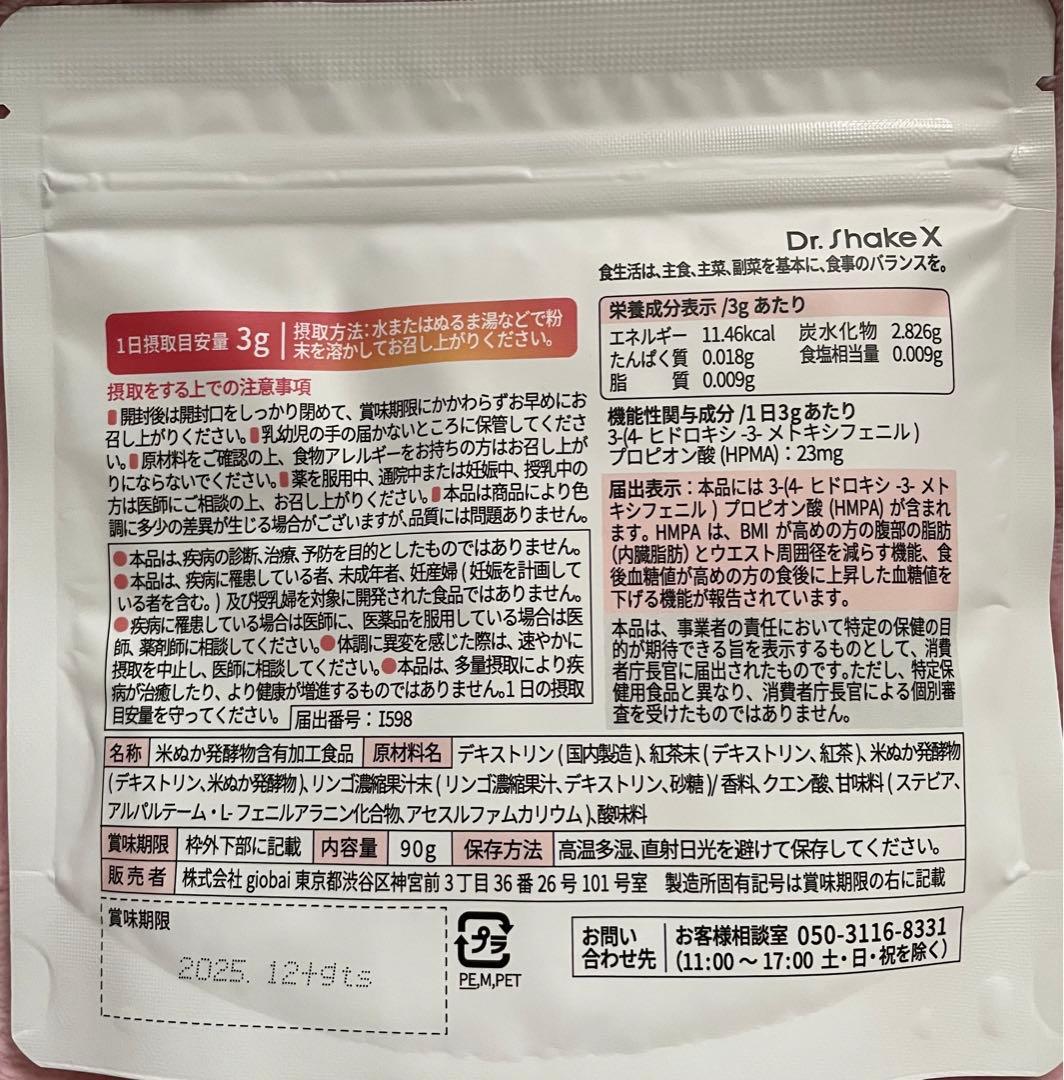 Dr. Shake X
食生活は、主食、主菜、副菜を基本に、食事のバランスを。
1日摂取目安量 3g
摂取方法：水またはぬるま湯などで粉
末を溶かしてお召し上がりください。
摂取をする上での注意事項
開封後は開封口をしっかり閉めて、賞味期限にかかわらずお早めにお
召し上がりください。乳幼児の手の届かないところに保管してくださ
い。原材料をご確認の上、食物アレルギーをお持ちの方はお召し上が
りにならないでください。薬を服用中、通院中または妊娠中、授乳中の
方は医師にご相談の上、お召し上がりください。本品は商品により色
調に多少の差異が生じる場合がございますが、品質には問題ありません。
●本品は、疾病の診断、治療、予防を目的としたものではありません。
●本品は、疾病に罹患している者、未成年者、妊産婦 (妊娠を計画して
いる者を含む。) 及び授乳婦を対象に開発された食品ではありません。
●疾病に罹患している場合は医師に、医薬品を服用している場合は医
師、薬剤師に相談してください。●体調に異変を感じた際は、速やかに
摂取を中止し、医師に相談してください。●本品は、多量摂取により疾
病が治癒したり、より健康が増進するものではありません。1日の摂取
目安量を守ってください。
届出番号：I598
栄養成分表示 /3g あたり
エネルギー 11.46kcal 炭水化物 2.826g
たんぱく質 0.018g 食塩相当量 0.009g
脂 質 0.009g
機能性関与成分 /1日3gあたり
3-(4- ヒドロキシ -3- メトキシフェニル )
プロピオン酸 (HPMA)：23mg
届出表示：本品には 3-(4- ヒドロキシ -3- メト
キシフェニル ) プロピオン酸 (HMPA) が含まれ
ます。HMPA は、BMI が高めの方の腹部の脂肪
(内臓脂肪) とウエスト周囲径を減らす機能、食
後血糖値が高めの方の食後に上昇した血糖値を
下げる機能が報告されています。
本品は、事業者の責任において特定の保健の目
的が期待できる旨を表示するものとして、消費
者庁長官に届出されたものです。ただし、特定保
健用食品と異なり、消費者庁長官による個別審
査を受けたものではありません。
名称 米ぬか発酵物含有加工食品 原材料名 デキストリン (国内製造)、紅茶末 (デキストリン、紅茶)、米ぬか発酵物
(デキストリン、米ぬか発酵物)、リンゴ濃縮果汁末 (リンゴ濃縮果汁、デキストリン、砂糖)/ 香料、クエン酸、甘味料 (ステビア、
アルパルテーム・L-フェニルアラニン化合物、アセスルファムカリウム)、酸味料
賞味期限 枠外下部に記載 内容量 90g 保存方法 高温多湿、直射日光を避けて保存してください。
販売者 株式会社 giobai 東京都渋谷区神宮前3丁目36番26号101号室 製造所固有記号は賞味期限の右に記載
賞味期限
2025. 12+gts
プラ
PE,M,PET
お問い
合わせ先
お客様相談室 050-3116-8331
(11:00 〜 17:00 土・日・祝を除く)